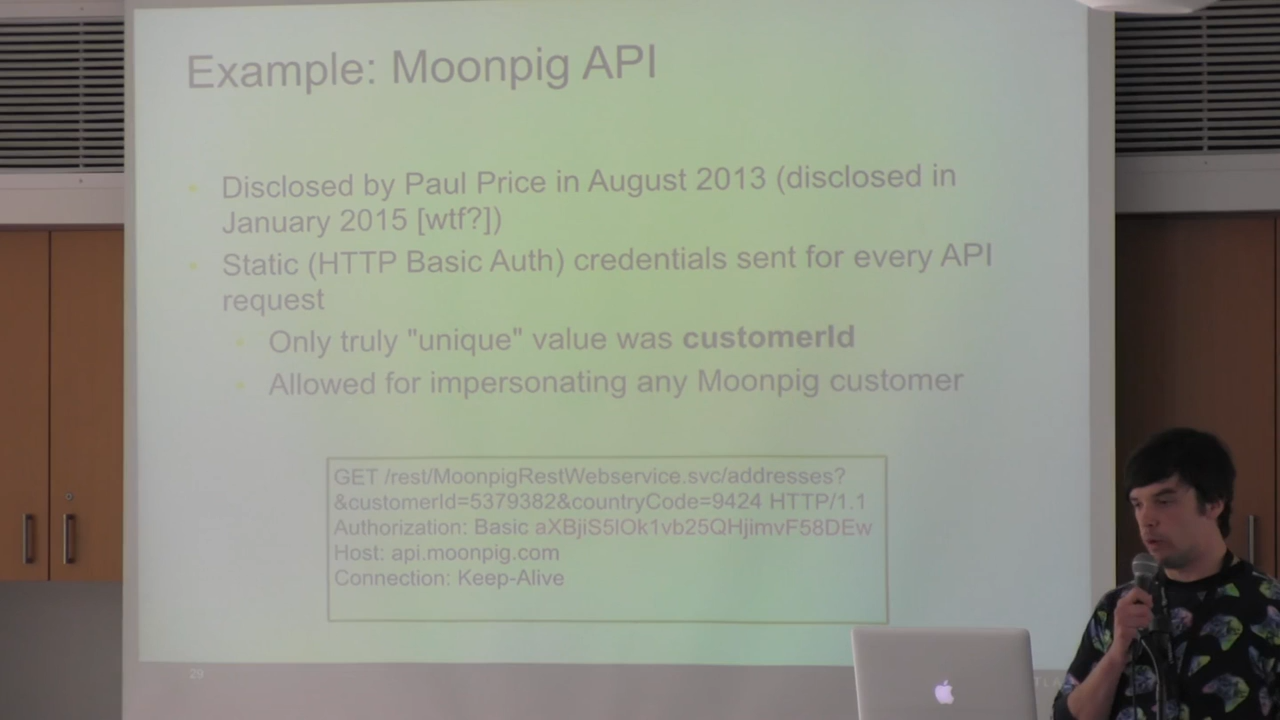 Example: Moonpig API
Disclosed by Paul Price in August 2013 (disclosed in
January 2015 [wtf?])
Static (HTTP Basic Auth) credentials sent for every API
request
Only truly "unique" value was customerId
Allowed for impersonating any Moonpig customer
GET /rest/MoonpigRestWebservice.svc/addresses?
&customerId=5379382&countryCode=9424 HTTP/1.1
Authorization: Basic aXBjiS5lOk1vb25QHjimvF58DEw
Host: api.moonpig.com
Connection: Keep-Alive
29